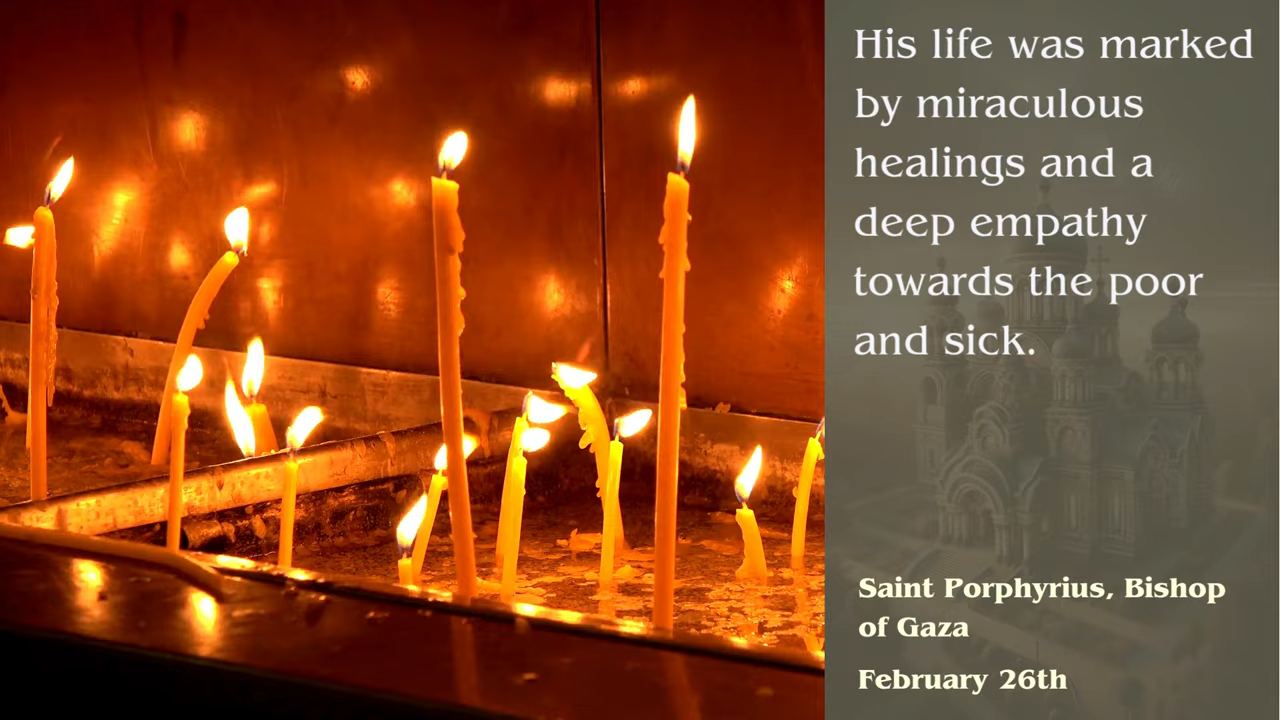 His life was marked
by miraculous
healings and a
deep empathy
towards the poor
and sick.
Saint Porphyrius, Bishop
of Gaza
February 26th